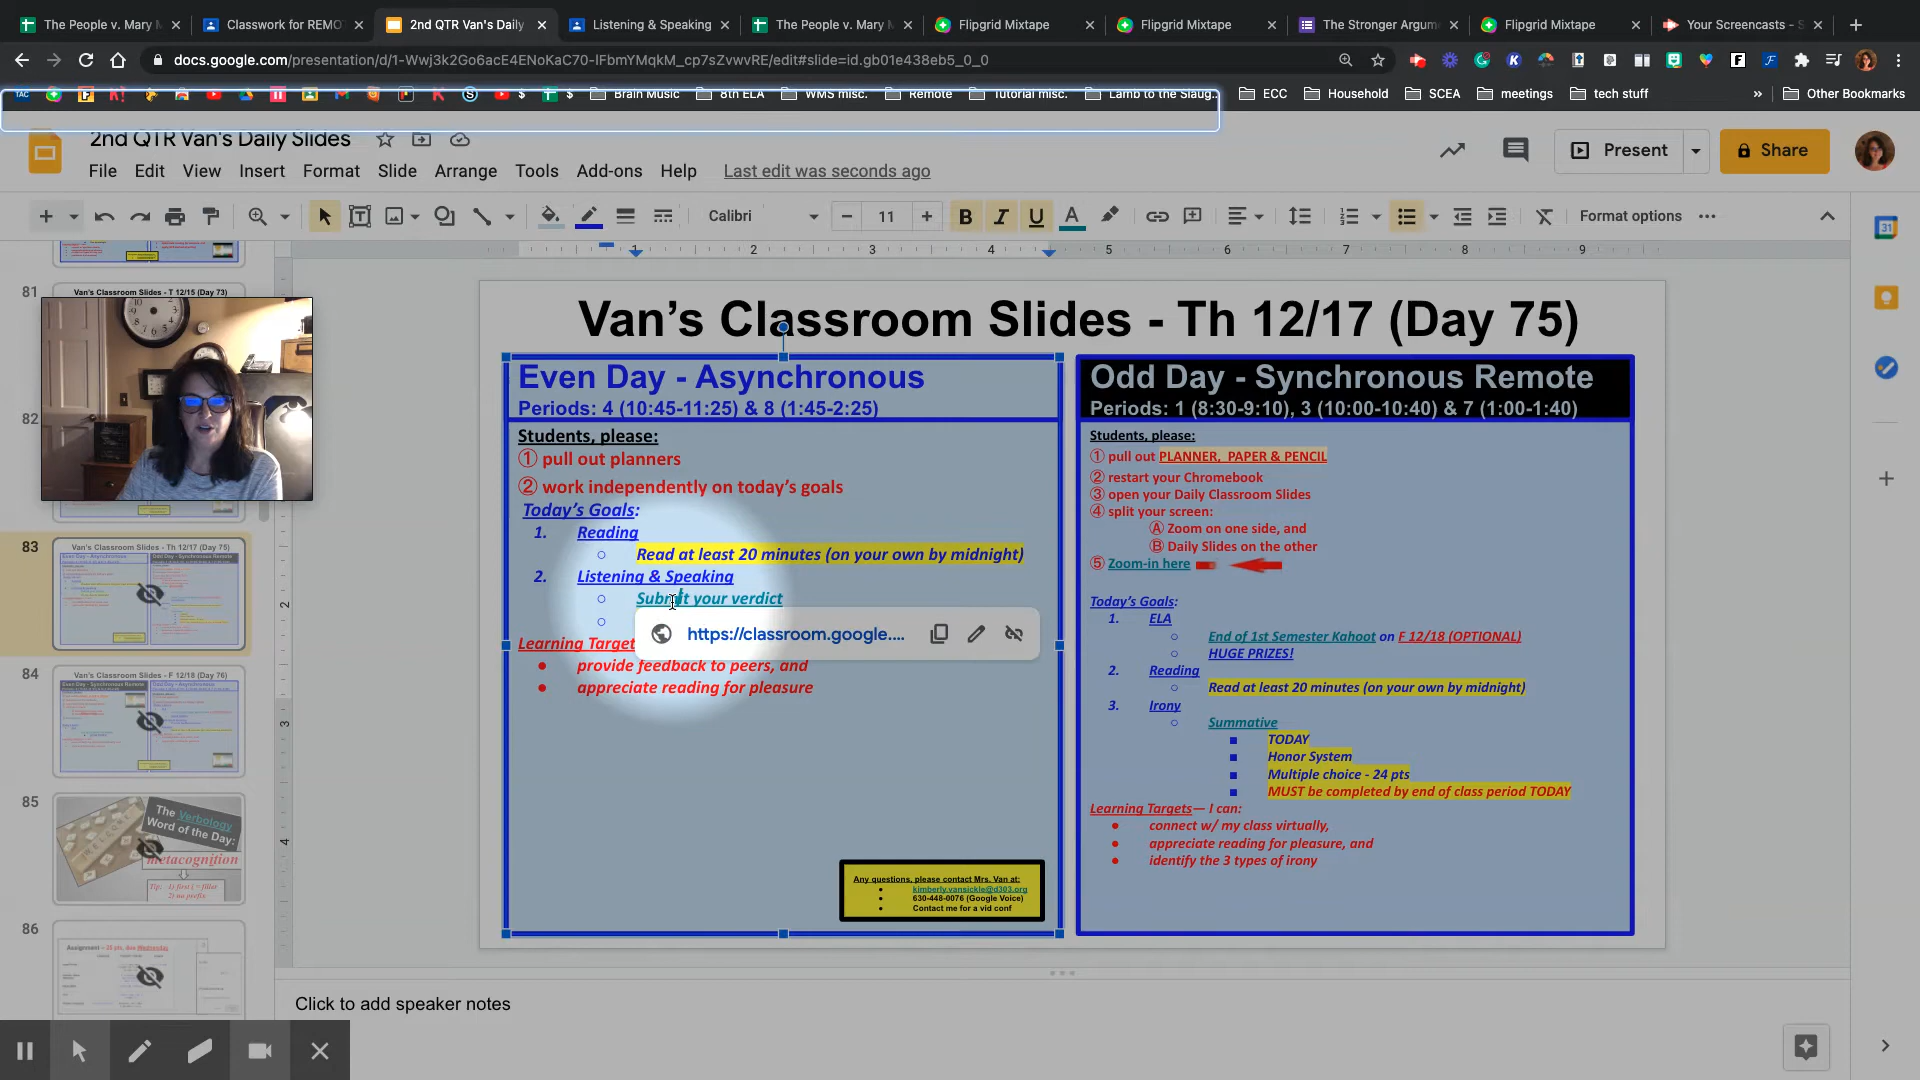 The People v. Mary M
Classwork for REMO
2nd QTR Van's Daily
Listening & Speaking
The People v. Mary M
Flipgrid Mixtape
Flipgrid Mixtape
The Stronger Argum
Flipgrid Mixtape
Your Screencasts - S
docs.google.com/presentation/d/1-Wwj3k2Go6acE4ENoKaC70-IFbmYMqkM_cp7sZvwvRE/edit#slide=id.gb01e438eb5_0_0
TAC
$
$
Brain Music
8th ELA
WMS misc.
Remote
Tutorial misc.
Lamb to the Slaug...
ECC
Household
SCEA
meetings
tech stuff
»
Other Bookmarks
2nd QTR Van's Daily Slides
File Edit View Insert Format Slide Arrange Tools Add-ons Help
Last edit was seconds ago
Present
Share
Calibri
11
B I U A
Format options
1 2 3 4 5 6 7 8 9
81
Van's Classroom Slides - T 12/15 (Day 73)
82
83
Van's Classroom Slides - Th 12/17 (Day 75)
84
Van's Classroom Slides - F 12/18 (Day 76)
85
The Verbology
Word of the Day:
metacognition
86
2
3
4
Van's Classroom Slides - Th 12/17 (Day 75)
Even Day - Asynchronous
Periods: 4 (10:45-11:25) & 8 (1:45-2:25)
Students, please:
① pull out planners
② work independently on today's goals
Today's Goals:
1. Reading
○ Read at least 20 minutes (on your own by midnight)
2. Listening & Speaking
○ Submit your verdict
○
https://classroom.google....
Learning Target
● provide feedback to peers, and
● appreciate reading for pleasure
Any questions, please contact Mrs. Van at:
● kimberly.vansickle@d303.org
● 630-448-0076 (Google Voice)
● Contact me for a vid conf
Odd Day - Synchronous Remote
Periods: 1 (8:30-9:10), 3 (10:00-10:40) & 7 (1:00-1:40)
Students, please:
① pull out PLANNER, PAPER & PENCIL
② restart your Chromebook
③ open your Daily Classroom Slides
④ split your screen:
Ⓐ Zoom on one side, and
Ⓑ Daily Slides on the other
⑤ Zoom-in here
Today's Goals:
1. ELA
○ End of 1st Semester Kahoot on F 12/18 (OPTIONAL)
○ HUGE PRIZES!
2. Reading
○ Read at least 20 minutes (on your own by midnight)
3. Irony
○ Summative
■ TODAY
■ Honor System
■ Multiple choice - 24 pts
■ MUST be completed by end of class period TODAY
Learning Targets— I can:
● connect w/ my class virtually,
● appreciate reading for pleasure, and
● identify the 3 types of irony
Click to add speaker notes
31